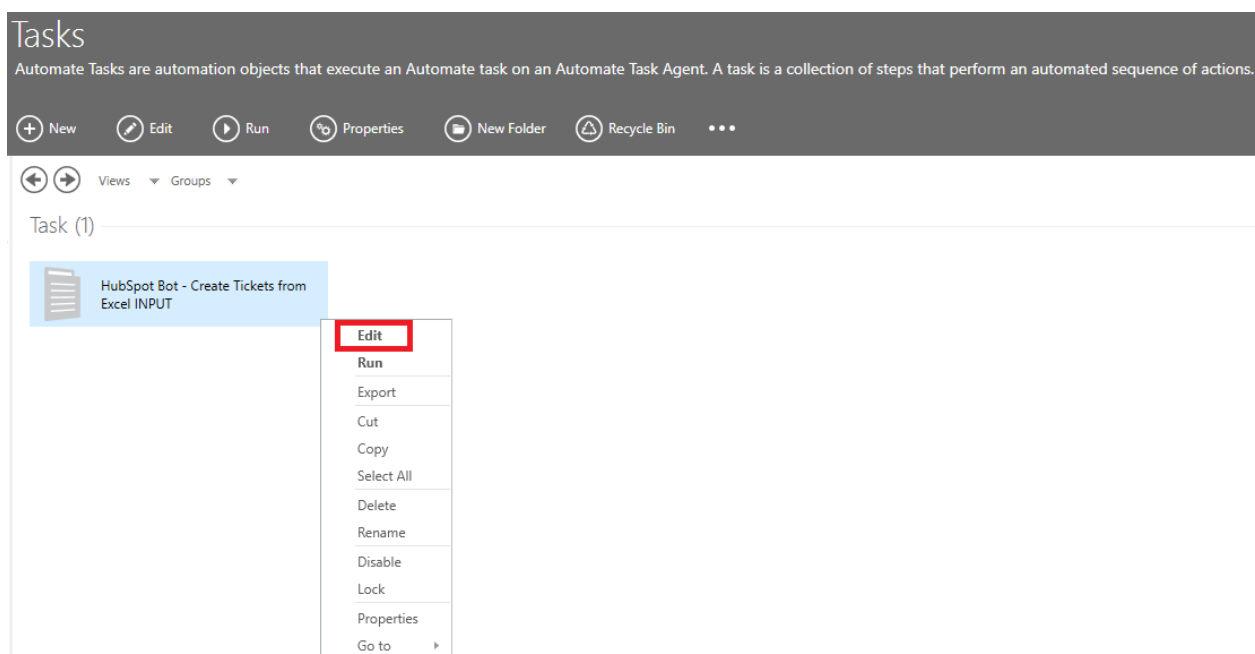 Tasks
Automate Tasks are automation objects that execute an Automate task on an Automate Task Agent. A task is a collection of steps that perform an automated sequence of actions.
New Edit Run Properties New Folder Recycle Bin
Views Groups
Task (1)
HubSpot Bot - Create Tickets from
Excel INPUT
Edit
Run
Export
Cut
Copy
Select All
Delete
Rename
Disable
Lock
Properties
Go to